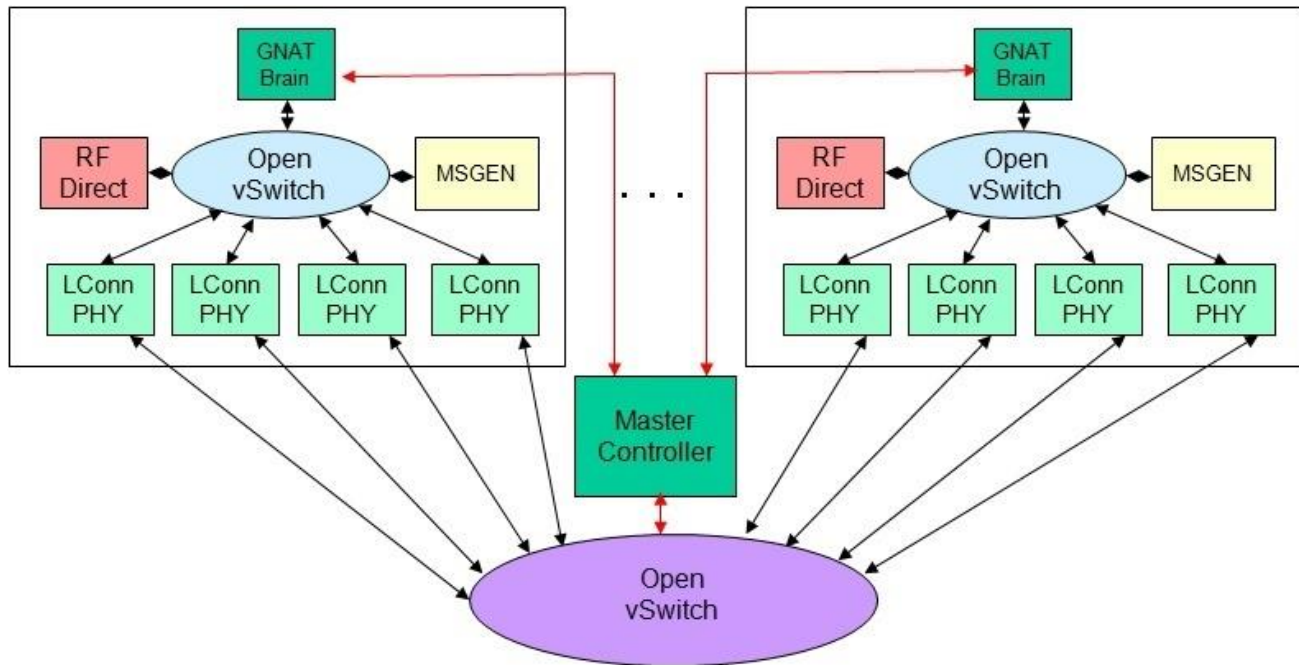 GNAT
Brain
GNAT
Brain
RF
Direct
Open
vSwitch
MSGEN
. . .
RF
Direct
Open
vSwitch
MSGEN
LConn
PHY
LConn
PHY
LConn
PHY
LConn
PHY
LConn
PHY
LConn
PHY
LConn
PHY
LConn
PHY
Master
Controller
Open
vSwitch